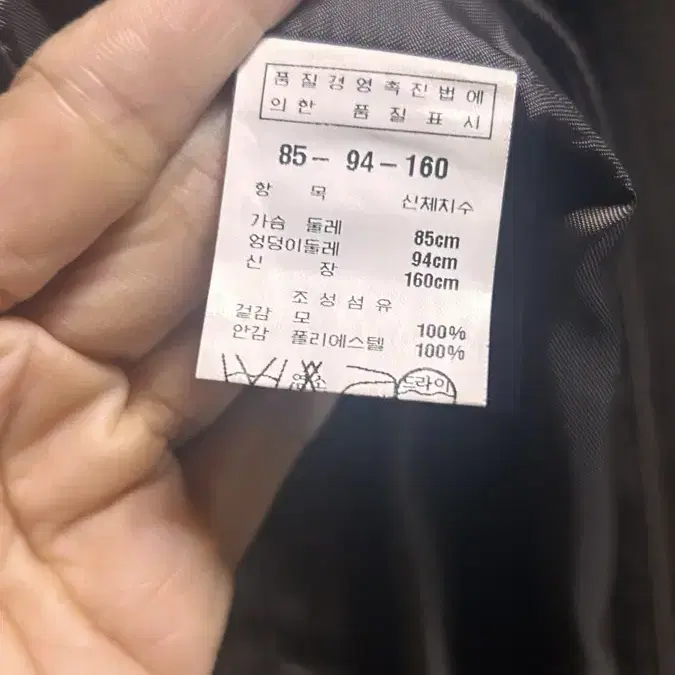 품질경영촉진법에
의한 품질표시
85-94-160
항 목 신체치수
가슴 둘레 85cm
엉덩이둘레 94cm
신 장 160cm
조성섬유
겉감 모 100%
안감 폴리에스텔 100%
드라이